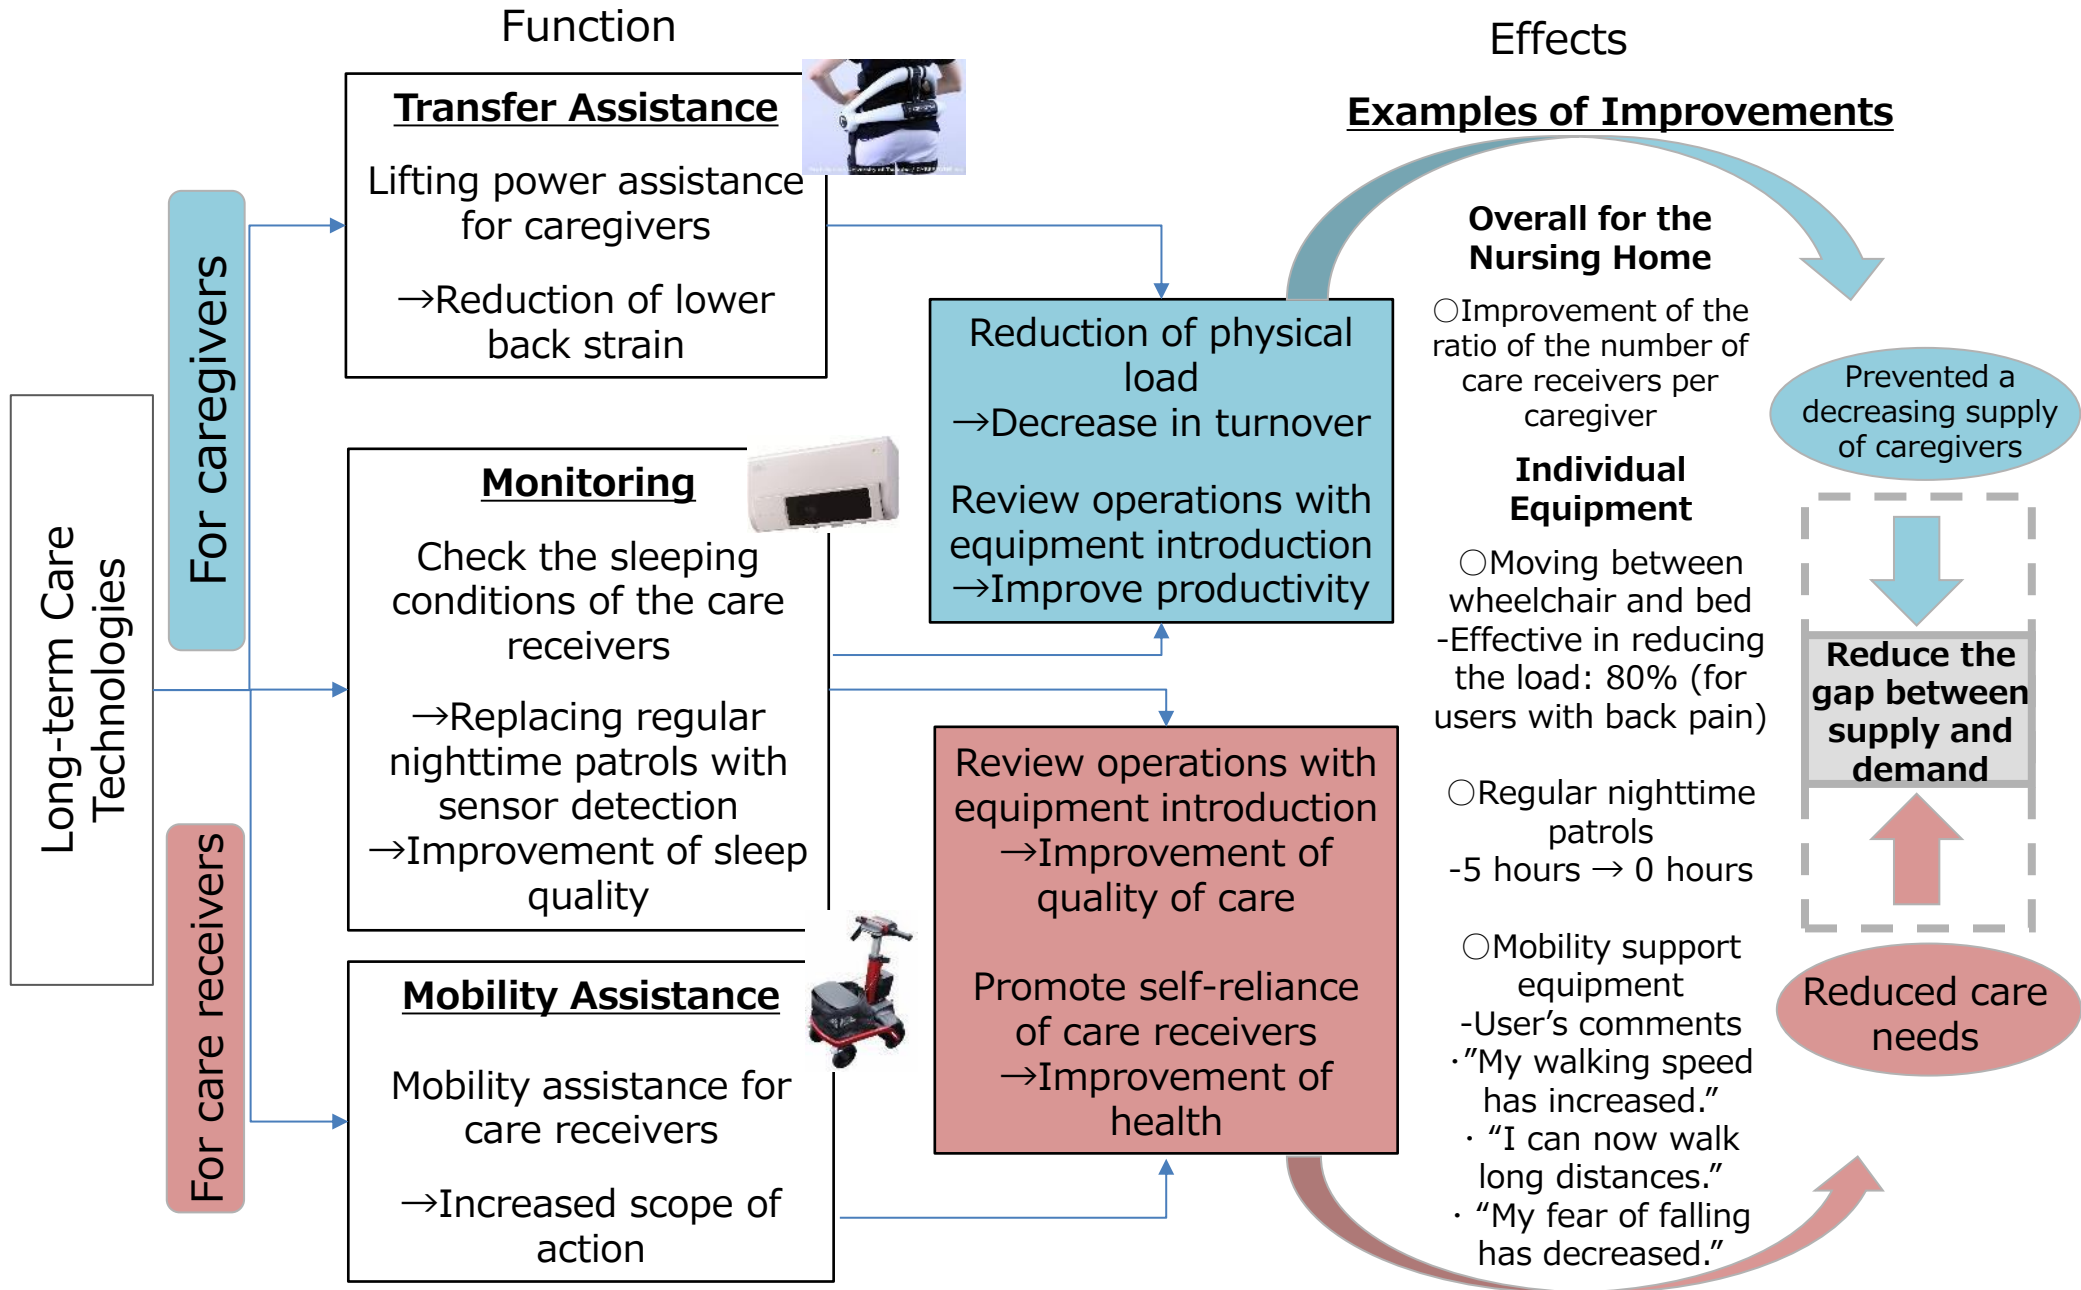 Function
Effects
Long-term Care
Technologies
For caregivers
For care receivers
Transfer Assistance
Lifting power assistance
for caregivers
→Reduction of lower
back strain
Monitoring
Check the sleeping
conditions of the care
receivers
→Replacing regular
nighttime patrols with
sensor detection
→Improvement of sleep
quality
Mobility Assistance
Mobility assistance for
care receivers
→Increased scope of
action
Reduction of physical
load
→Decrease in turnover
Review operations with
equipment introduction
→Improve productivity
Review operations with
equipment introduction
→Improvement of
quality of care
Promote self-reliance
of care receivers
→Improvement of
health
Examples of Improvements
Overall for the
Nursing Home
○Improvement of the
ratio of the number of
care receivers per
caregiver
Individual
Equipment
○Moving between
wheelchair and bed
-Effective in reducing
the load: 80% (for
users with back pain)
○Regular nighttime
patrols
-5 hours → 0 hours
○Mobility support
equipment
-User’s comments
・”My walking speed
has increased.”
・ “I can now walk
long distances.”
・ “My fear of falling
has decreased.”
Prevented a
decreasing supply
of caregivers
Reduce the
gap between
supply and
demand
Reduced care
needs